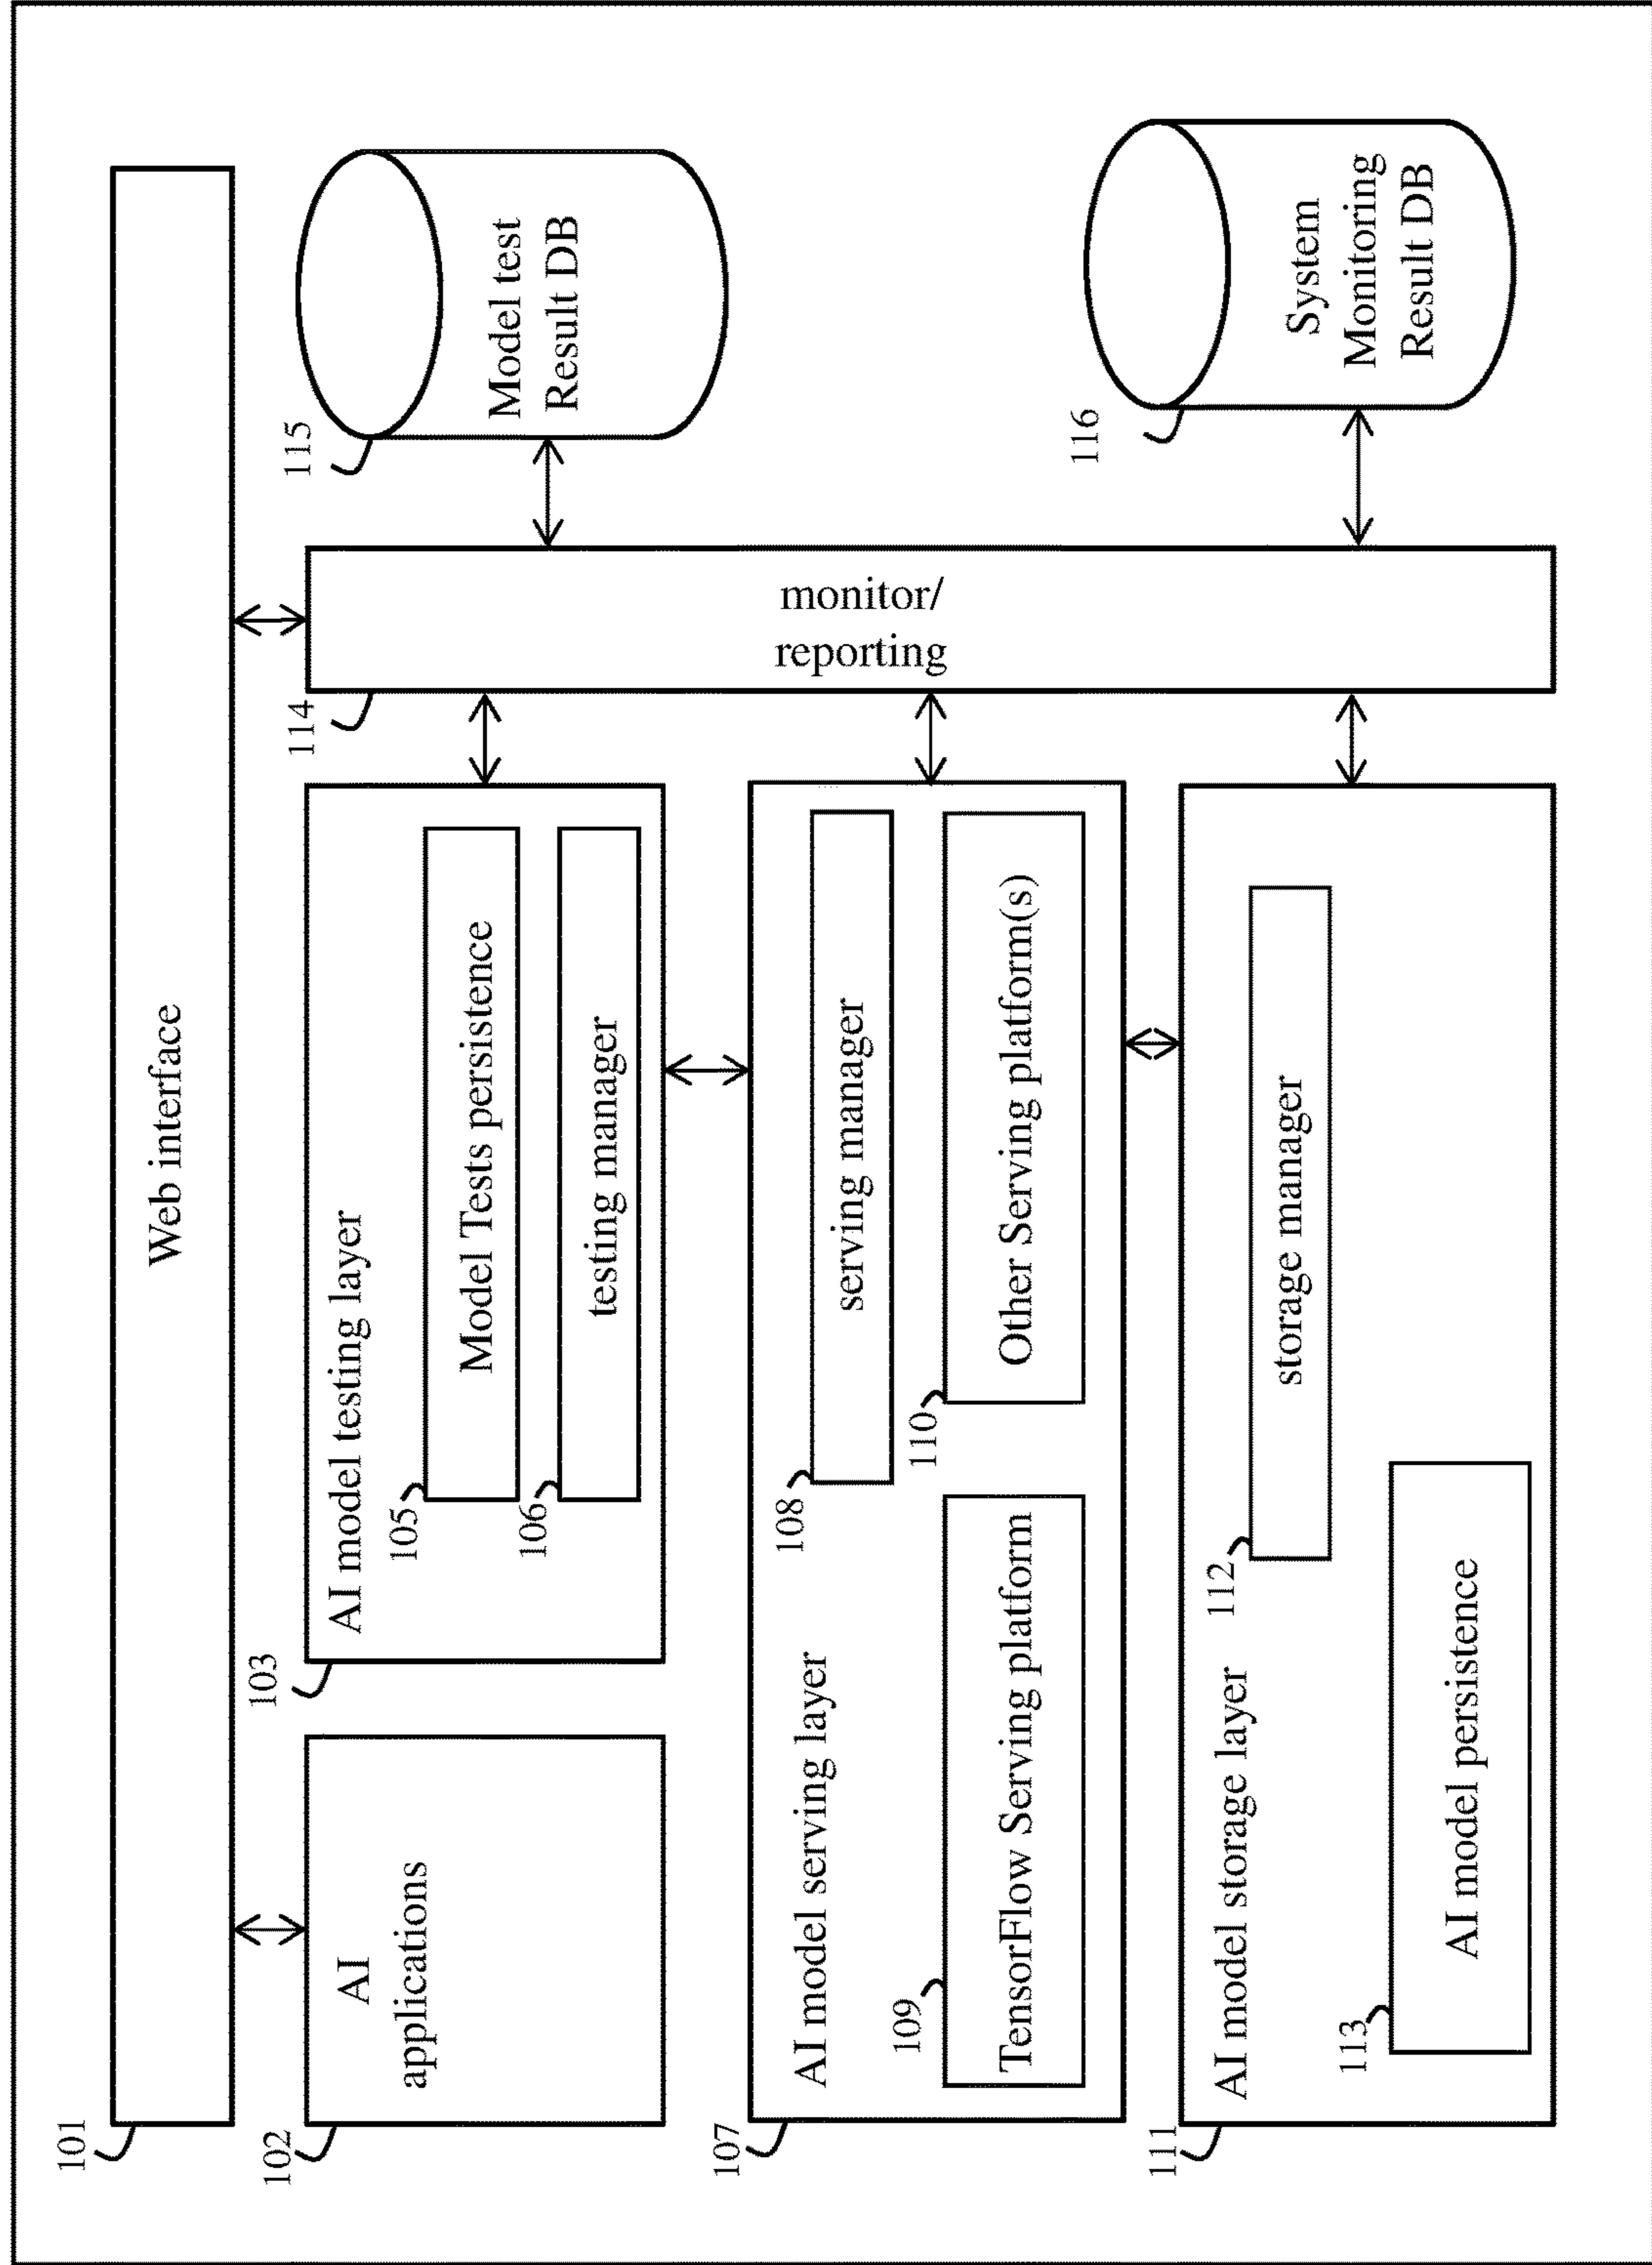 101
Web interface
102
AI
applications
103
AI model testing layer
105
Model Tests persistence
106
testing manager
114
monitor/
reporting
115
Model test
Result DB
107
AI model serving layer
108
serving manager
109
TensorFlow Serving platform
110
Other Serving platform(s)
111
AI model storage layer
112
storage manager
113
AI model persistence
116
System
Monitoring
Result DB